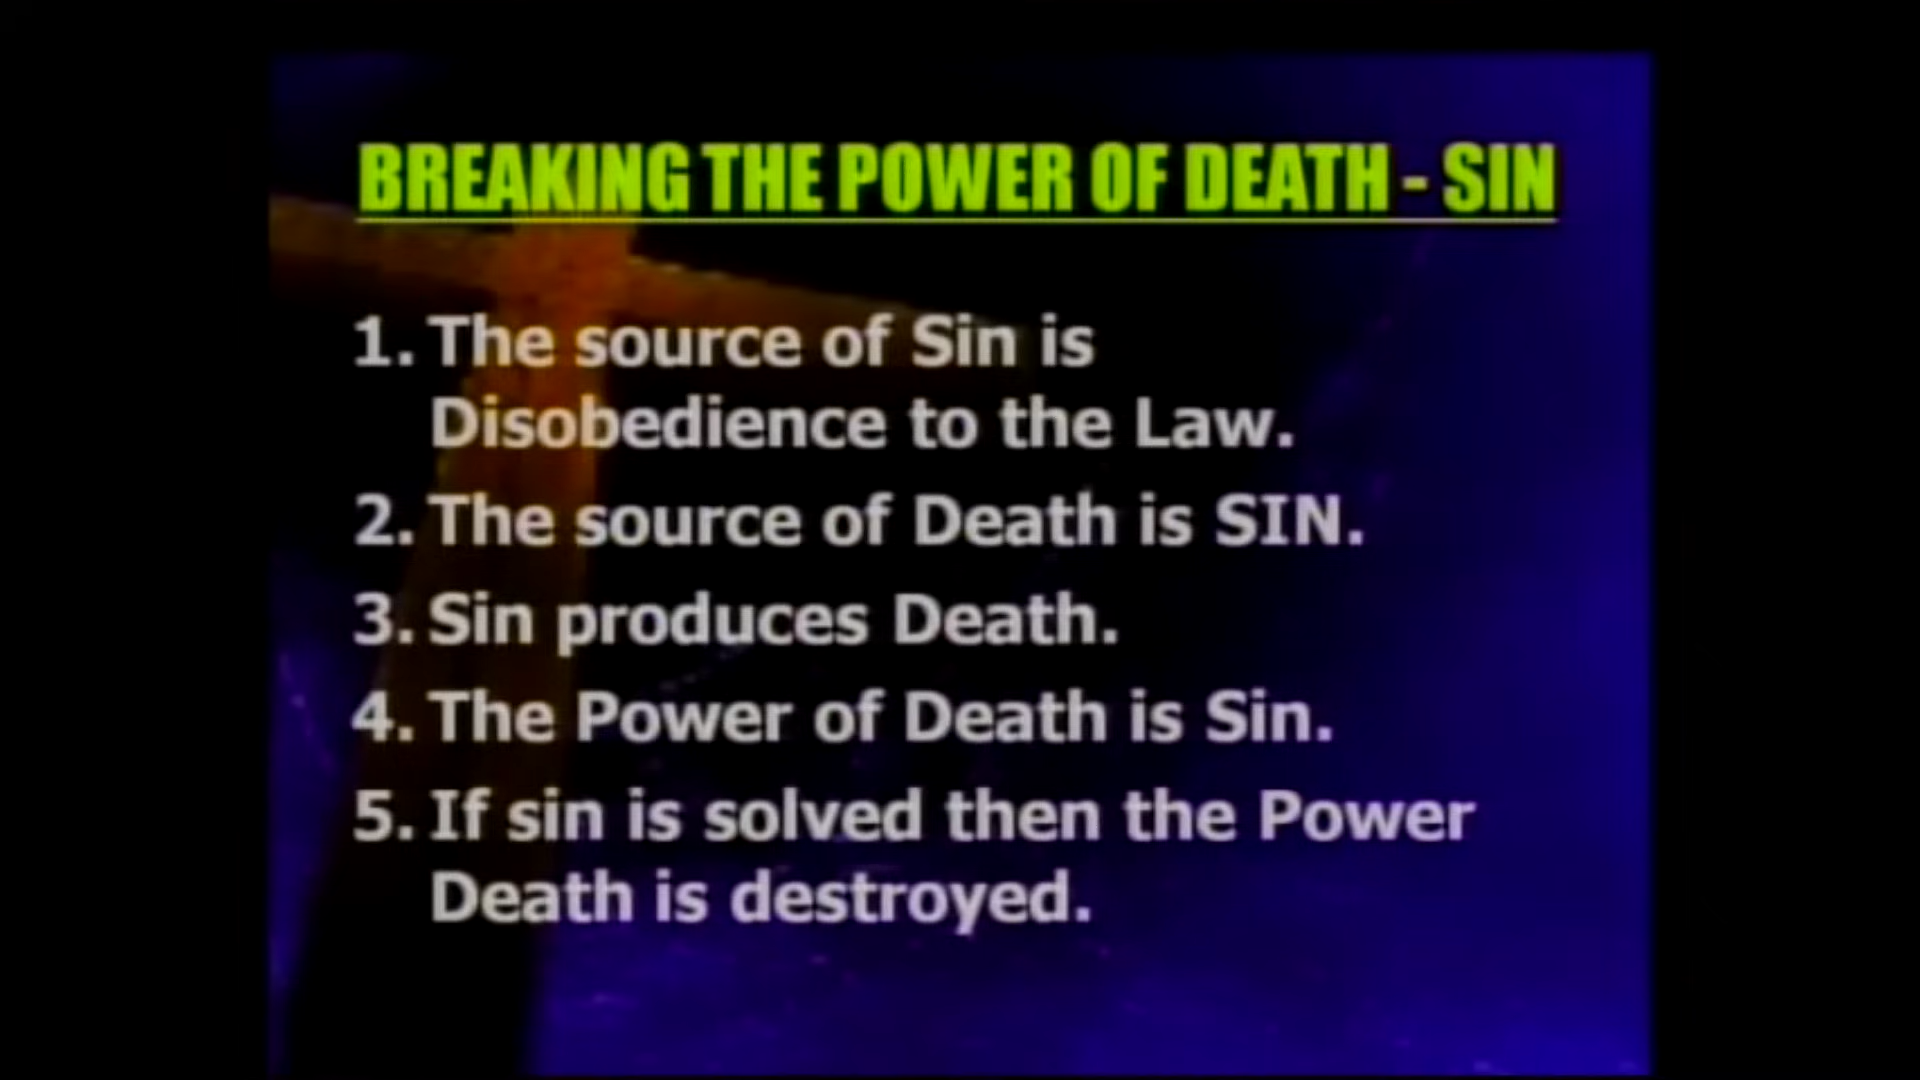 BREAKING THE POWER OF DEATH - SIN
1. The source of Sin is
Disobedience to the Law.
2. The source of Death is SIN.
3. Sin produces Death.
4. The Power of Death is Sin.
5. If sin is solved then the Power
Death is destroyed.